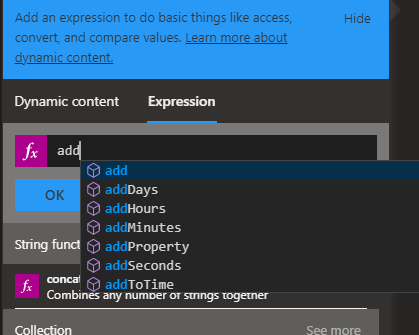 Add an expression to do basic things like access,
Hide
convert, and compare values. Learn more about
dynamic content.
Dynamic content
Expression
fx
add
OK
add
addDays
addHours
addMinutes
addProperty
addSeconds
addToTime
String funct
fx
concat
Combines any number of strings together
Collection
See more